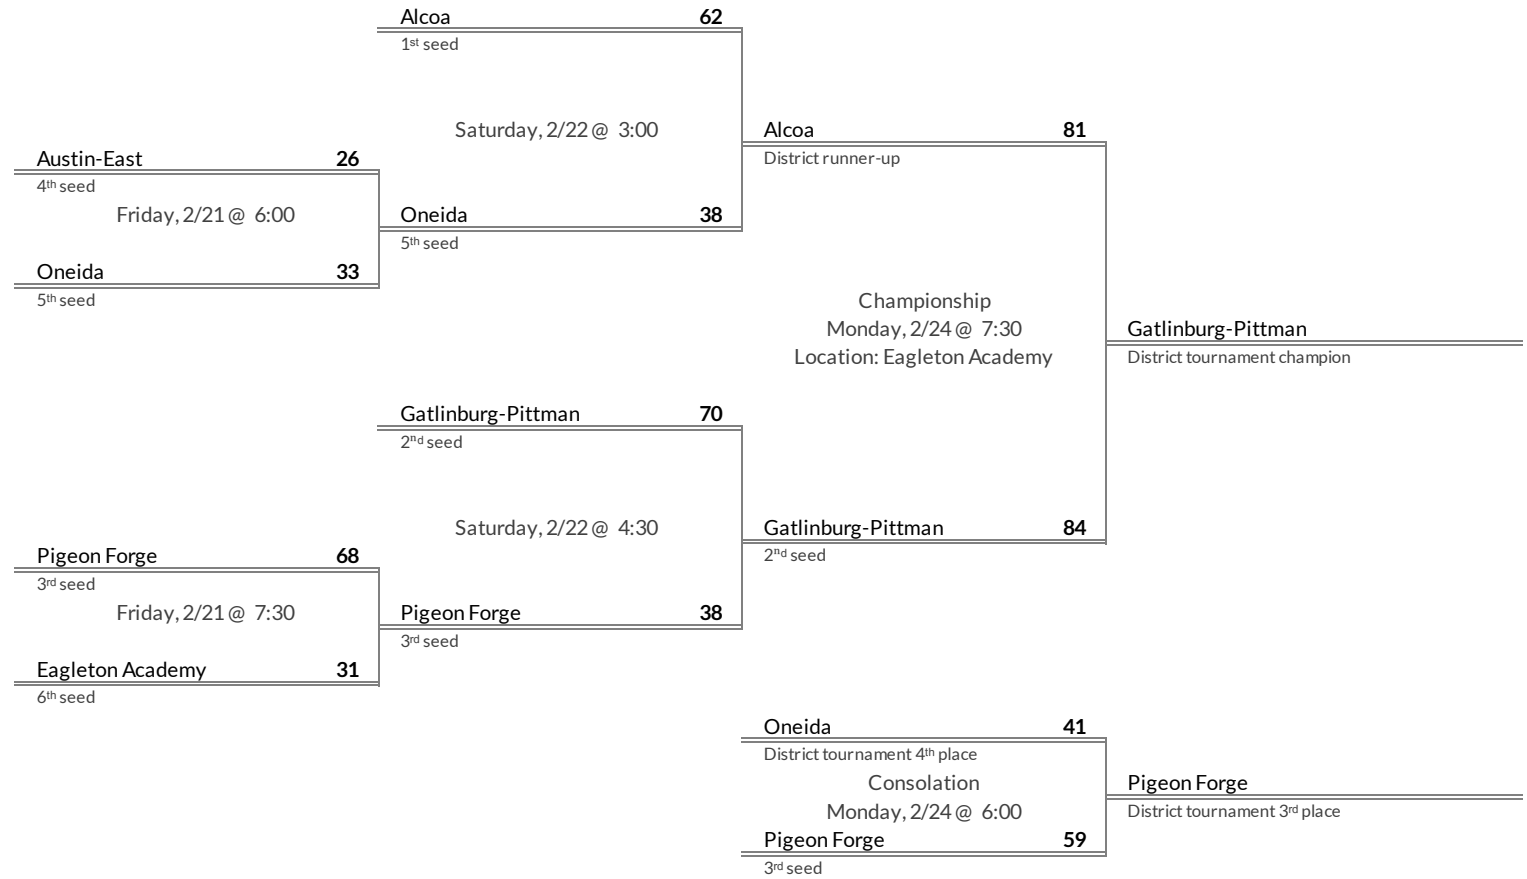 Alcoa 62
1st seed
Saturday, 2/22 @ 3:00
Alcoa 81
District runner-up
Austin-East 26
4th seed
Friday, 2/21 @ 6:00
Oneida 38
5th seed
Oneida 33
5th seed
Championship
Monday, 2/24 @ 7:30
Location: Eagleton Academy
Gatlinburg-Pittman
District tournament champion
Gatlinburg-Pittman 70
2nd seed
Saturday, 2/22 @ 4:30
Gatlinburg-Pittman 84
2nd seed
Pigeon Forge 68
3rd seed
Friday, 2/21 @ 7:30
Pigeon Forge 38
3rd seed
Eagleton Academy 31
6th seed
Oneida 41
District tournament 4th place
Consolation
Monday, 2/24 @ 6:00
Pigeon Forge
District tournament 3rd place
Pigeon Forge 59
3rd seed